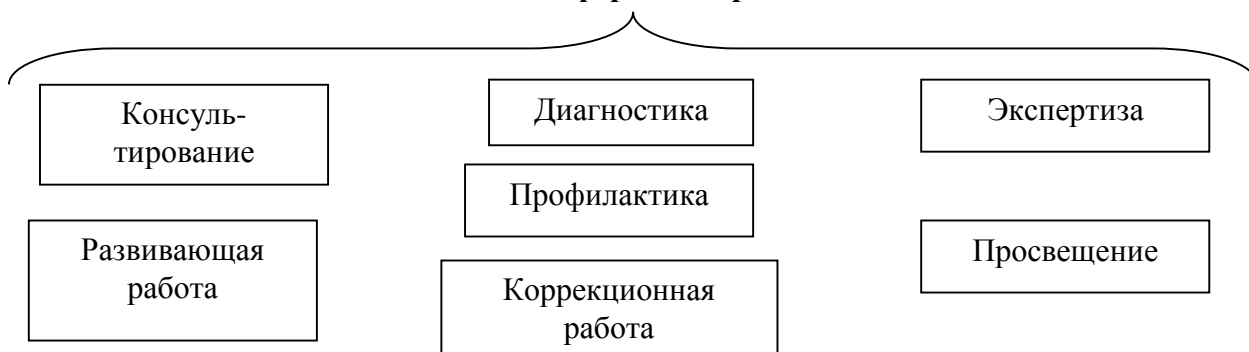 Консуль-
тирование
Диагностика
Экспертиза
Профилактика
Развивающая
работа
Просвещение
Коррекционная
работа